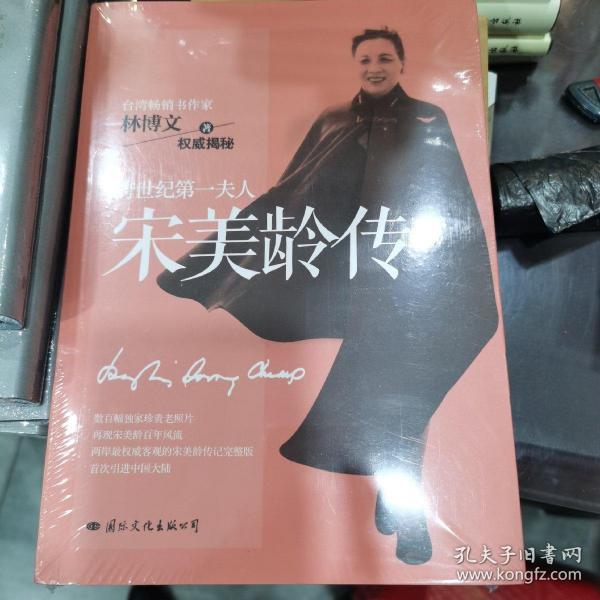 台湾畅销书作家
林博文
著
权威揭秘
跨世纪第一夫人
宋美龄传
数百幅独家珍贵老照片
再现宋美龄百年风流
两岸最权威客观的宋美龄传记完整版
首次引进中国大陆
国际文化出版公司
孔夫子旧书网
www.kongfz.com